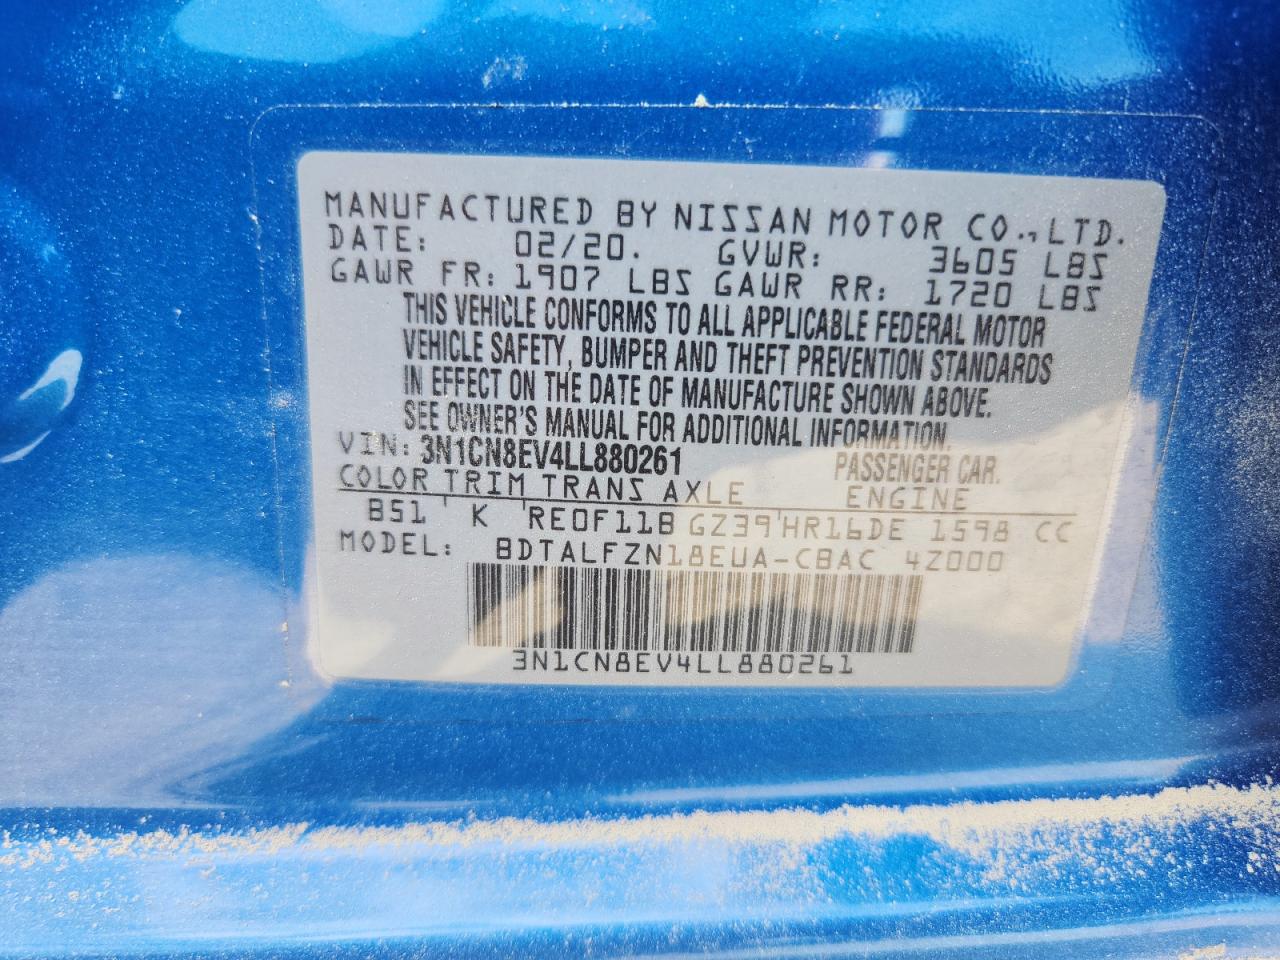 MANUFACTURED BY NISSAN MOTOR CO., LTD.
DATE: 02/20. GVWR: 3605 LBS
GAWR FR: 1907 LBS GAWR RR: 1720 LBS
THIS VEHICLE CONFORMS TO ALL APPLICABLE FEDERAL MOTOR
VEHICLE SAFETY, BUMPER AND THEFT PREVENTION STANDARDS
IN EFFECT ON THE DATE OF MANUFACTURE SHOWN ABOVE.
SEE OWNER'S MANUAL FOR ADDITIONAL INFORMATION.
VIN: 3N1CN8EV4LL880261 PASSENGER CAR.
COLOR TRIM TRANS AXLE ENGINE
B51 K RE0F11B GZ39 HR16DE 1598 CC
MODEL: BDTALFZN18EUA-CBAC 4Z000
3N1CN8EV4LL880261